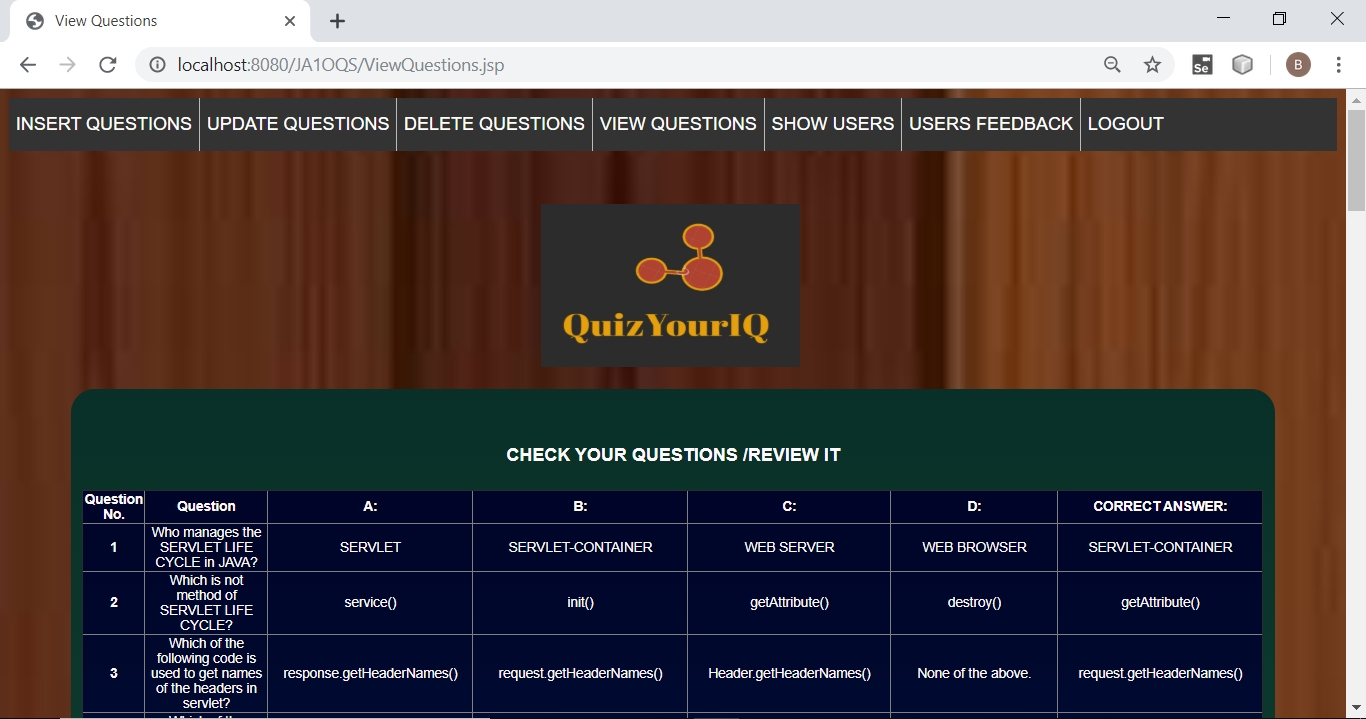 View Questions
localhost:8080/JA1OQS/ViewQuestions.jsp
Se
B
INSERT QUESTIONS UPDATE QUESTIONS DELETE QUESTIONS VIEW QUESTIONS SHOW USERS USERS FEEDBACK LOGOUT
QuizYourIQ
CHECK YOUR QUESTIONS /REVIEW IT
Question No. Question A: B: C: D: CORRECT ANSWER:
1 Who manages the SERVLET LIFE CYCLE in JAVA? SERVLET SERVLET-CONTAINER WEB SERVER WEB BROWSER SERVLET-CONTAINER
2 Which is not method of SERVLET LIFE CYCLE? service() init() getAttribute() destroy() getAttribute()
3 Which of the following code is used to get names of the headers in servlet? response.getHeaderNames() request.getHeaderNames() Header.getHeaderNames() None of the above. request.getHeaderNames()